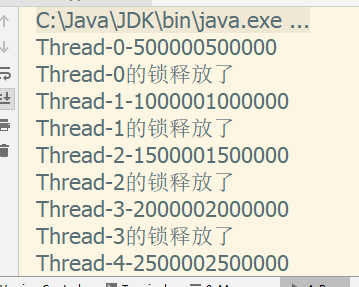 C:\Java\JDK\bin\java.exe ...
Thread-0-500000500000
Thread-0的锁释放了
Thread-1-1000001000000
Thread-1的锁释放了
Thread-2-1500001500000
Thread-2的锁释放了
Thread-3-2000002000000
Thread-3的锁释放了
Thread-4-2500002500000